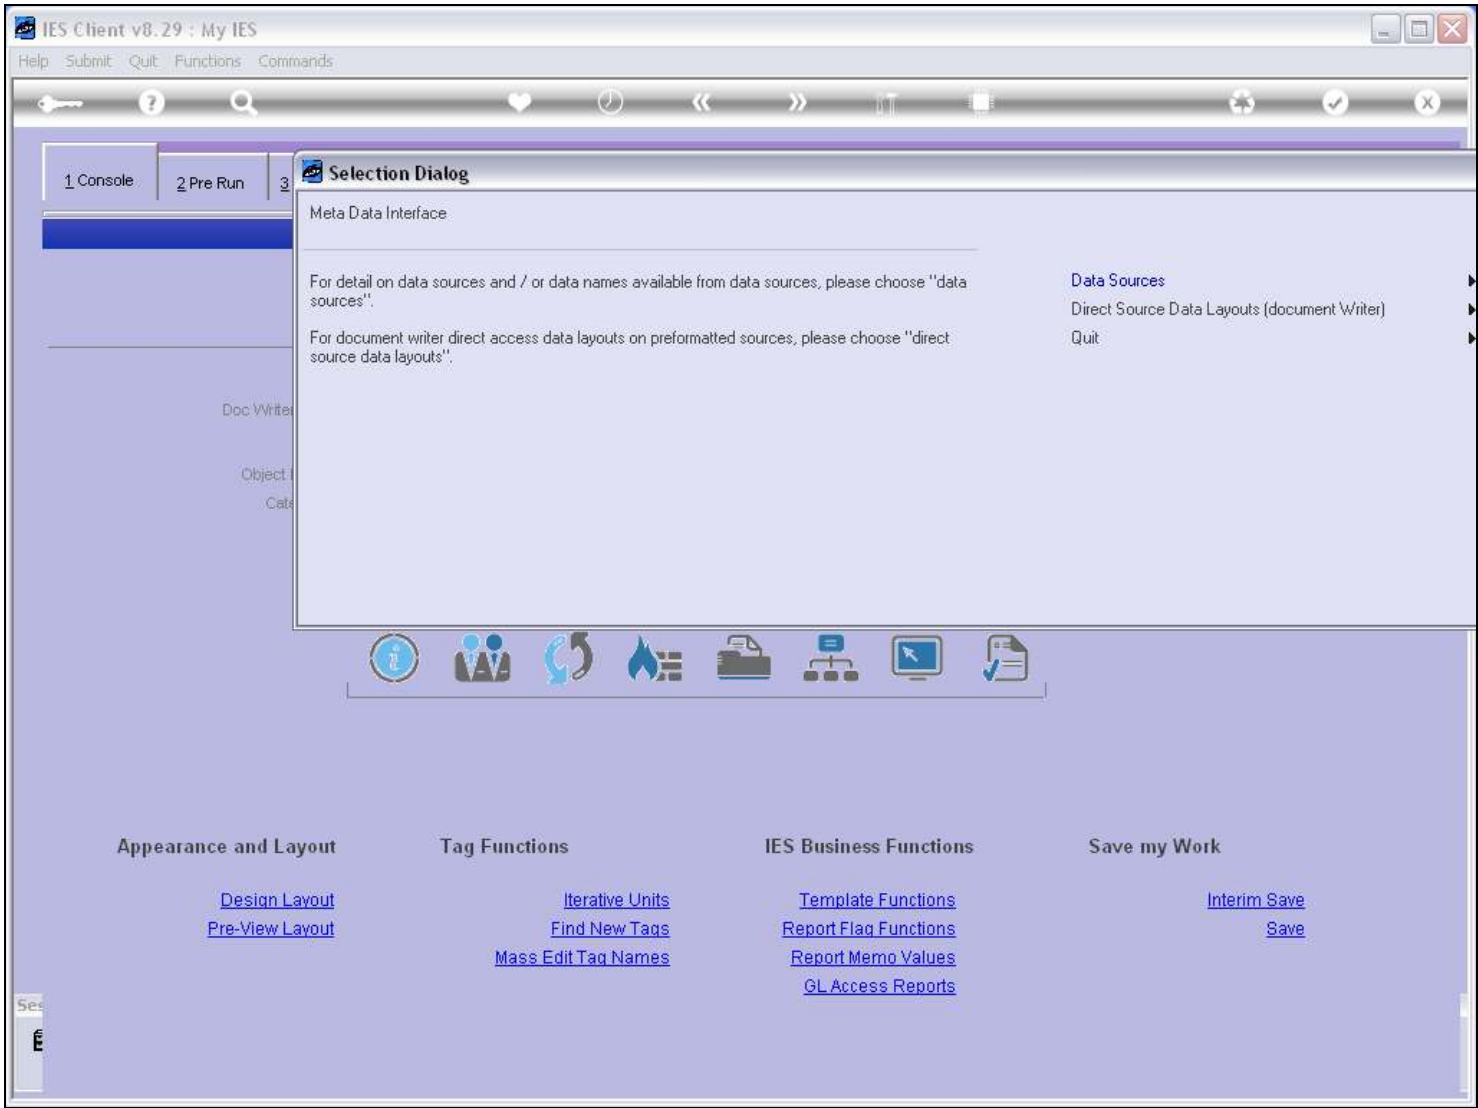 IES Client v8.29 : My IES
Help Submit Quit Functions Commands
1 Console
2 Pre Run
3
Selection Dialog
Meta Data Interface
For detail on data sources and / or data names available from data sources, please choose "data
sources".
For document writer direct access data layouts on preformatted sources, please choose "direct
source data layouts".
Data Sources
Direct Source Data Layouts (document Writer)
Quit
Doc Writer
Object
Cate
Appearance and Layout
Design Layout
Pre-View Layout
Tag Functions
Iterative Units
Find New Tags
Mass Edit Tag Names
IES Business Functions
Template Functions
Report Flag Functions
Report Memo Values
GL Access Reports
Save my Work
Interim Save
Save
Ses